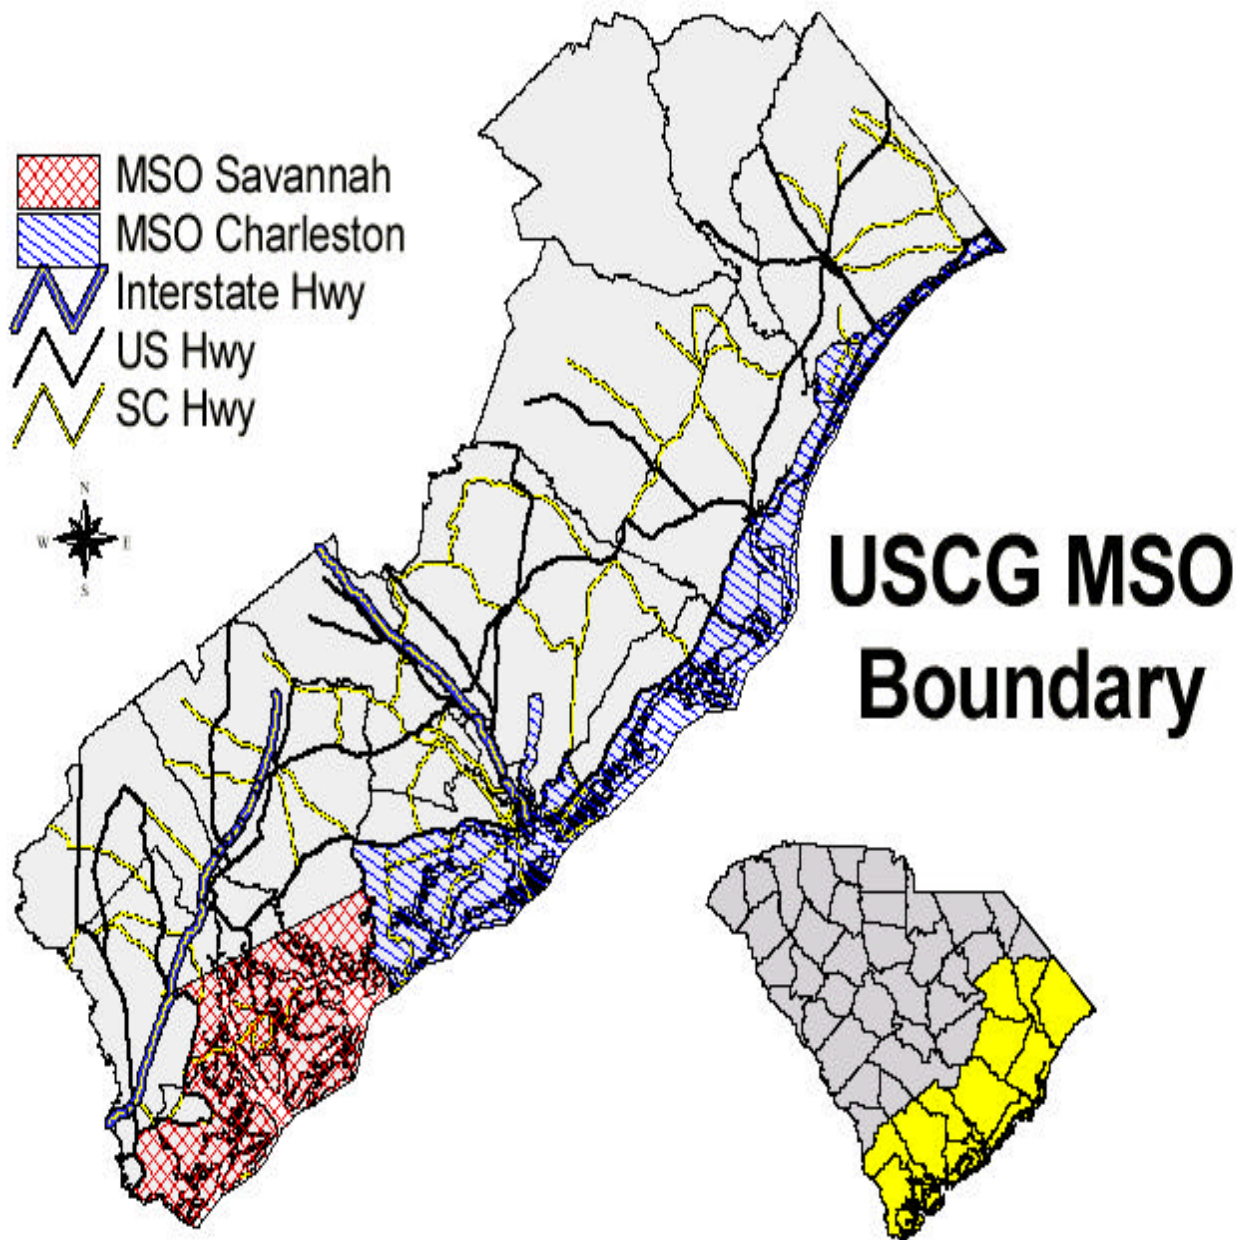 MSO Savannah
MSO Charleston
Interstate Hwy
US Hwy
SC Hwy
N
W E
S
USCG MSO
Boundary